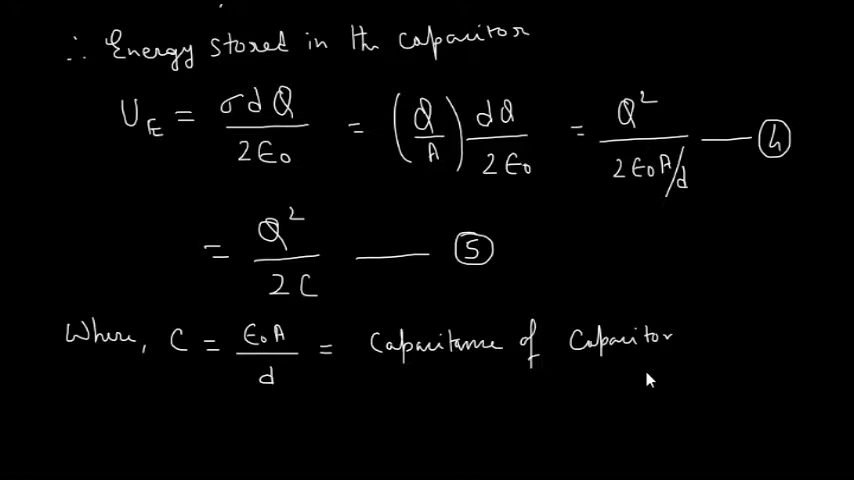 ∴ Energy stored in th capacitor
U_E = σdQ / 2ε₀ = (Q/A) dQ / 2ε₀ = Q² / (2ε₀A/d) —— ④
= Q² / 2C —— ⑤
Where, C = ε₀A / d = Capacitance of Capacitor